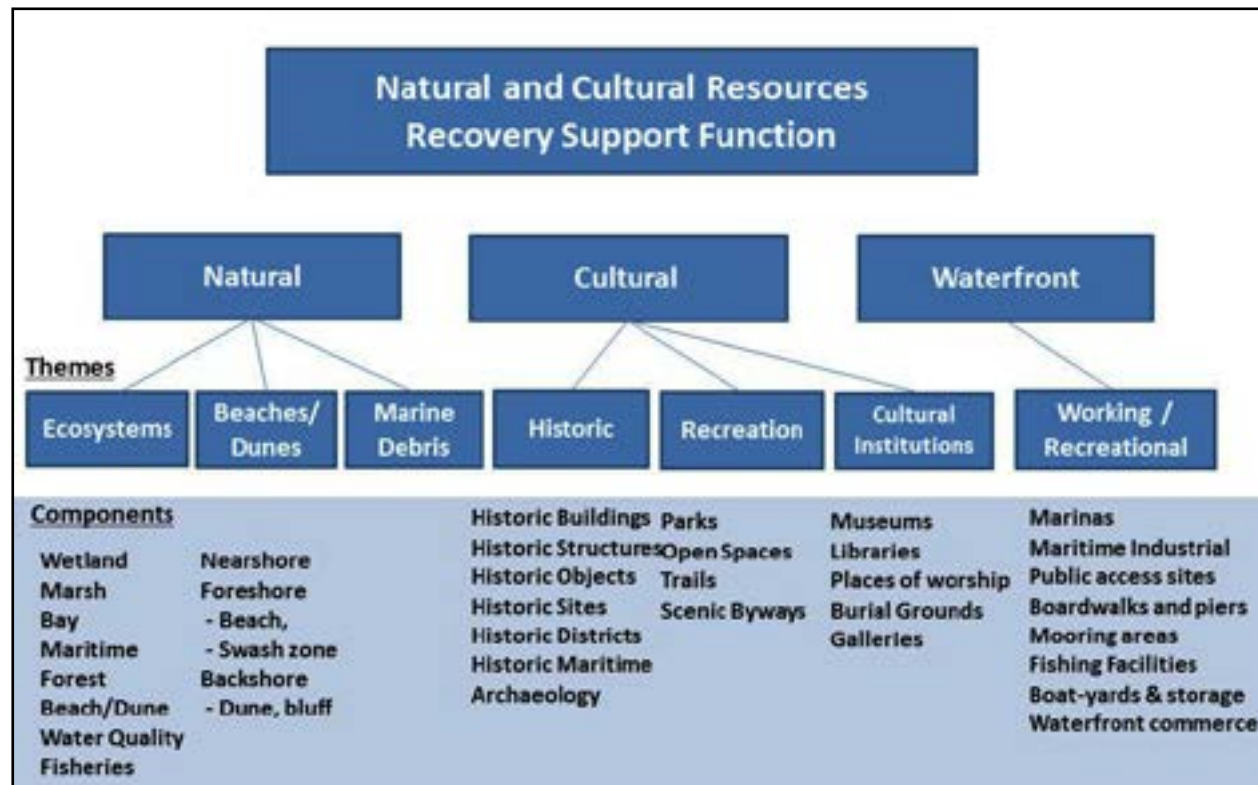 Natural and Cultural Resources
Recovery Support Function
Natural
Cultural
Waterfront
Themes
Ecosystems
Beaches/
Dunes
Marine
Debris
Historic
Recreation
Cultural
Institutions
Working /
Recreational
Components
Wetland
Marsh
Bay
Maritime
Forest
Beach/Dune
Water Quality
Fisheries
Nearshore
Foreshore
- Beach,
- Swash zone
Backshore
- Dune, bluff
Historic Buildings
Historic Structures
Historic Objects
Historic Sites
Historic Districts
Historic Maritime
Archaeology
Parks
Open Spaces
Trails
Scenic Byways
Museums
Libraries
Places of worship
Burial Grounds
Galleries
Marinas
Maritime Industrial
Public access sites
Boardwalks and piers
Mooring areas
Fishing Facilities
Boat-yards & storage
Waterfront commerce